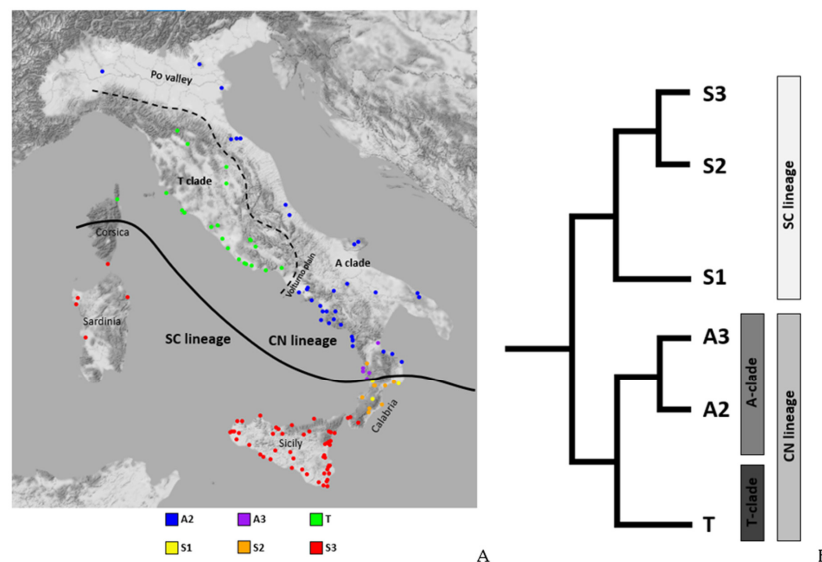 Po valley
T clade
Corsica
A clade
Volturno plain
Sardinia
SC lineage
CN lineage
Calabria
Sicily
A2 A3 T
S1 S2 S3
A
S3
S2
S1
A3
A2
T
SC lineage
A-clade
T-clade
CN lineage